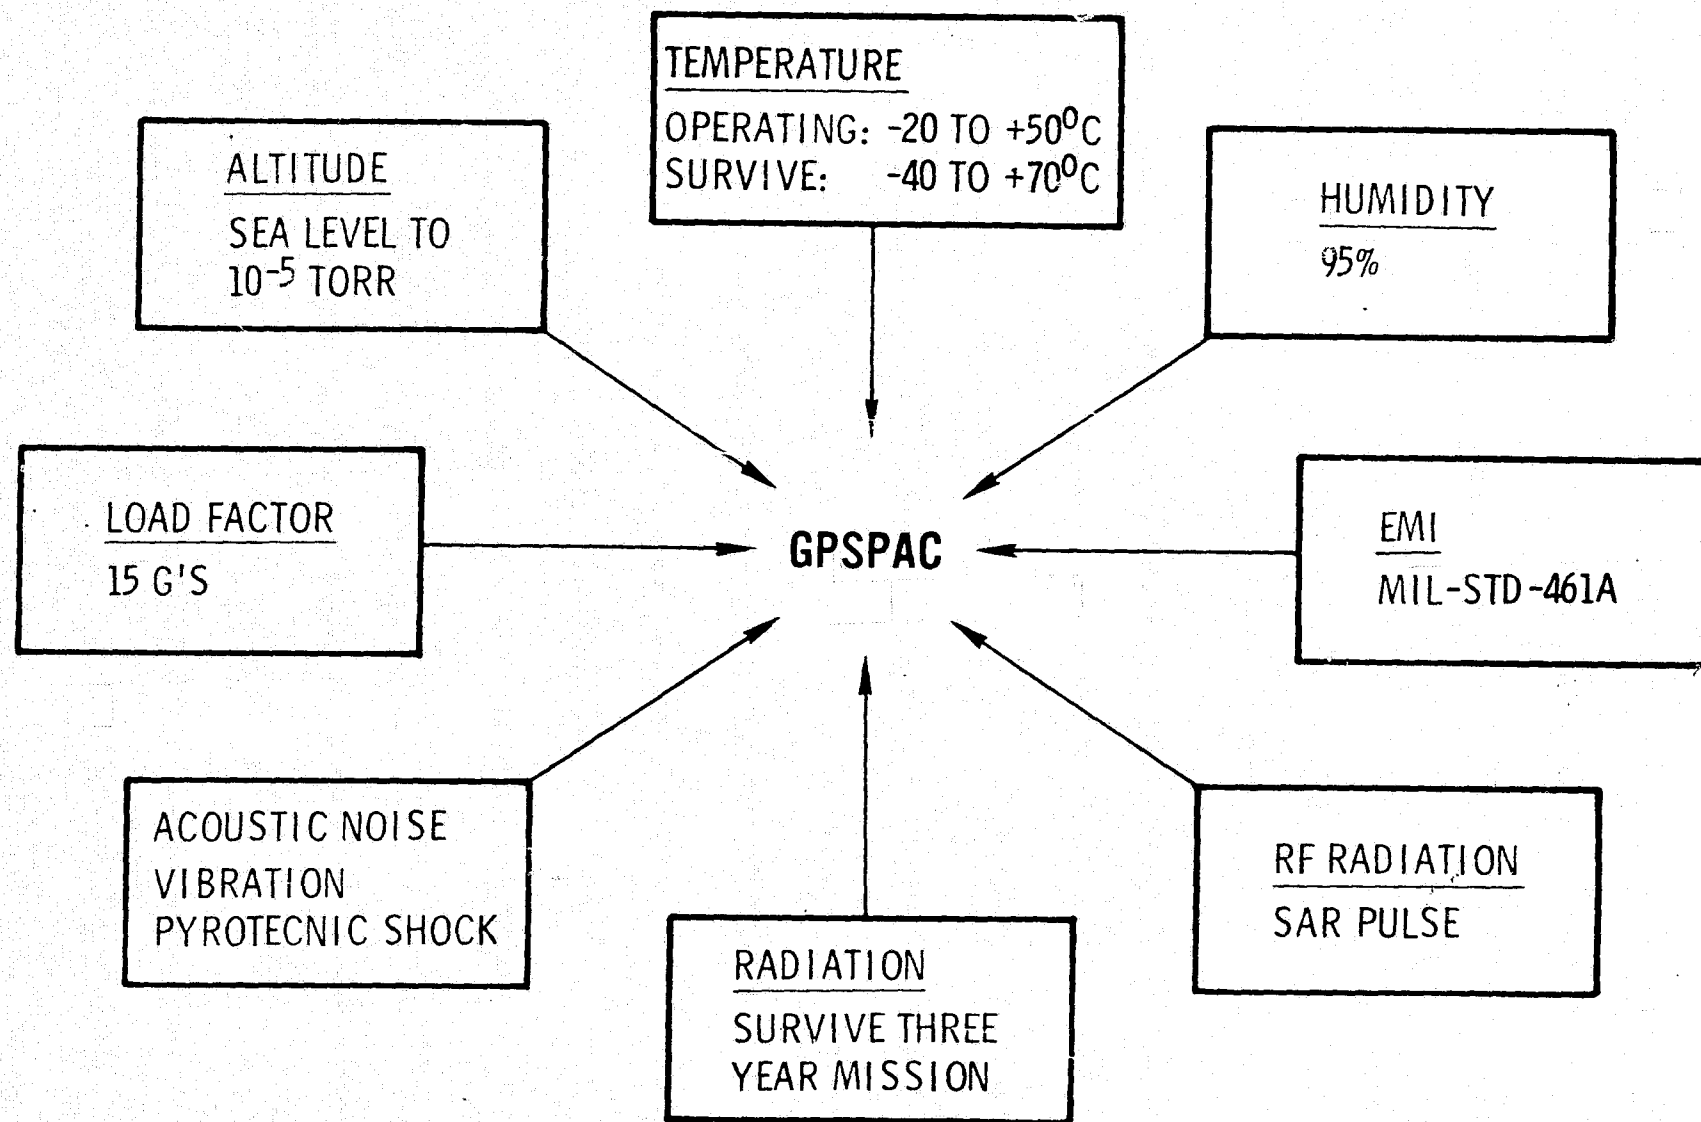 TEMPERATURE
OPERATING: -20 TO +50⁰C
SURVIVE: -40 TO +70⁰C
ALTITUDE
SEA LEVEL TO
10⁻⁵ TORR
HUMIDITY
95%
LOAD FACTOR
15 G'S
GPSPAC
EMI
MIL-STD-461A
ACOUSTIC NOISE
VIBRATION
PYROTECNIC SHOCK
RADIATION
SURVIVE THREE
YEAR MISSION
RF RADIATION
SAR PULSE